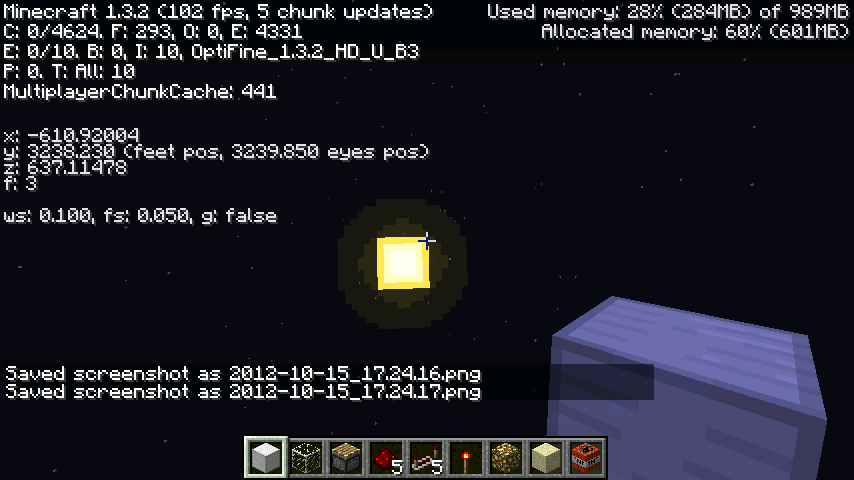 Minecraft 1.3.2 (102 fps, 5 chunk updates)
Used memory: 28% (284MB) of 989MB
C: 0/4624. F: 293, O: 0, E: 4331
Allocated memory: 60% (601MB)
E: 0/10. B: 0, I: 10, OptiFine_1.3.2_HD_U_B3
P: 0. T: All: 10
MultiplayerChunkCache: 441
x: -610.92004
y: 3238.230 (feet pos, 3239.850 eyes pos)
z: 637.11478
f: 3
ws: 0.100, fs: 0.050, g: false
Saved screenshot as 2012-10-15_17.24.16.png
Saved screenshot as 2012-10-15_17.24.17.png
5 5